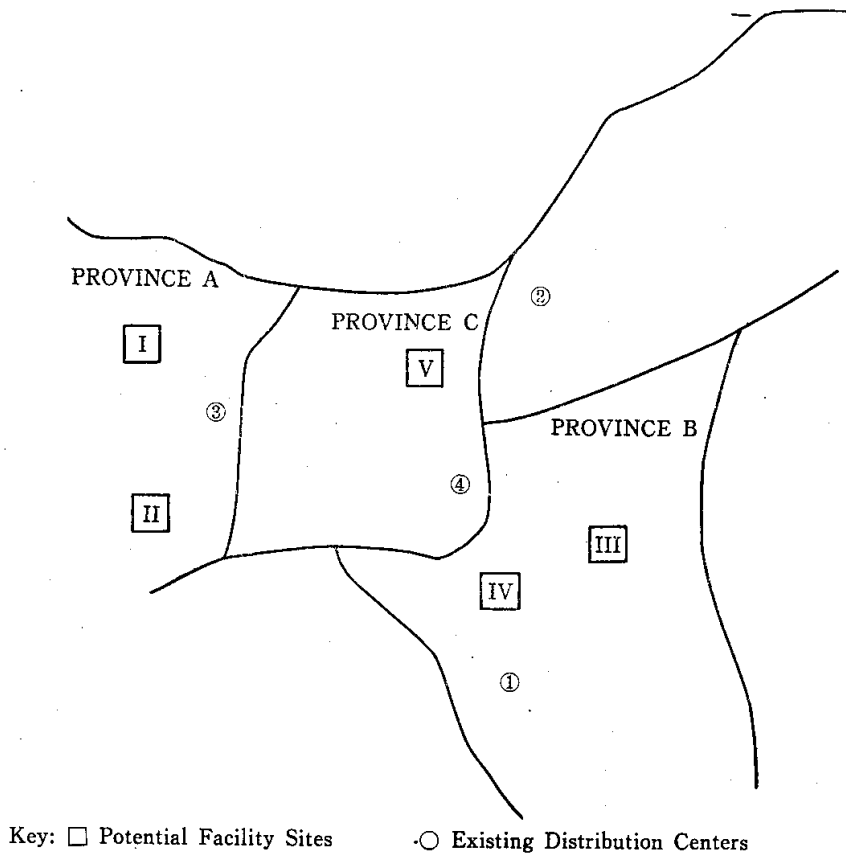 PROVINCE A
②
PROVINCE C
I
V
③
PROVINCE B
④
II
III
IV
①
Key: □ Potential Facility Sites ○ Existing Distribution Centers